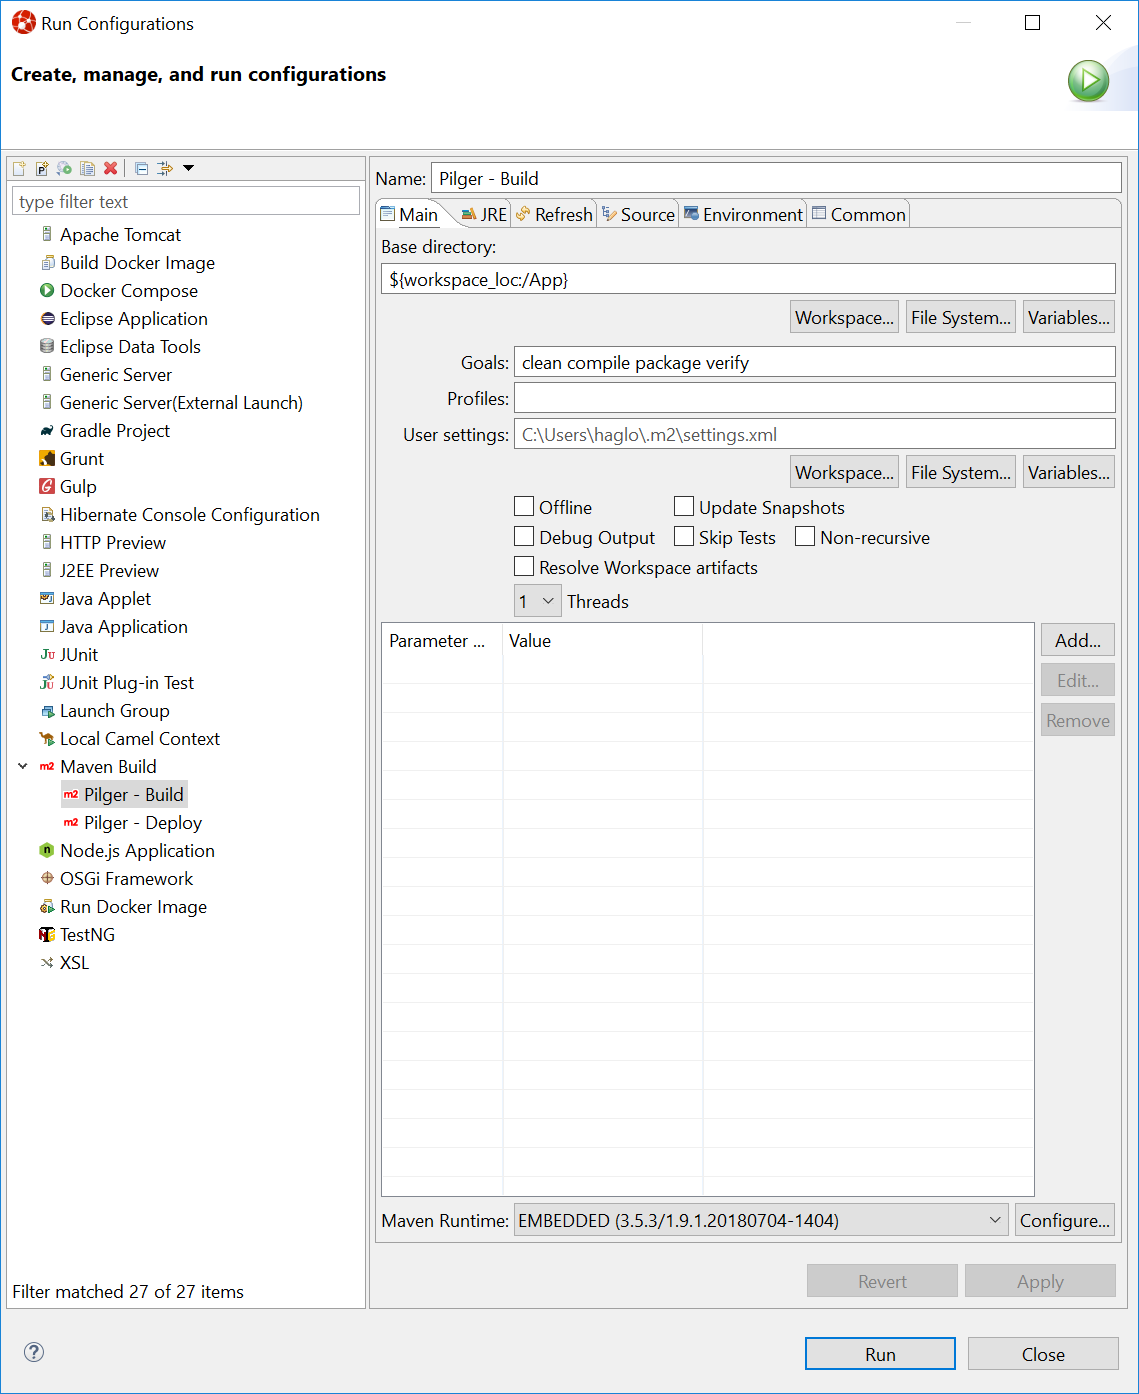 Run Configurations
Create, manage, and run configurations
type filter text
Apache Tomcat
Build Docker Image
Docker Compose
Eclipse Application
Eclipse Data Tools
Generic Server
Generic Server(External Launch)
Gradle Project
Grunt
Gulp
Hibernate Console Configuration
HTTP Preview
J2EE Preview
Java Applet
Java Application
JU JUnit
JU JUnit Plug-in Test
Launch Group
Local Camel Context
m2 Maven Build
m2 Pilger - Build
m2 Pilger - Deploy
n Node.js Application
OSGi Framework
Run Docker Image
TestNG
XSL
Filter matched 27 of 27 items
Name: Pilger - Build
Main JRE Refresh Source Environment Common
Base directory:
${workspace_loc:/App}
Workspace... File System... Variables...
Goals: clean compile package verify
Profiles:
User settings: C:\Users\haglo\.m2\settings.xml
Workspace... File System... Variables...
Offline Update Snapshots
Debug Output Skip Tests Non-recursive
Resolve Workspace artifacts
1 Threads
Parameter ... Value
Add...
Edit...
Remove
Maven Runtime: EMBEDDED (3.5.3/1.9.1.20180704-1404) Configure...
Revert Apply
? Run Close